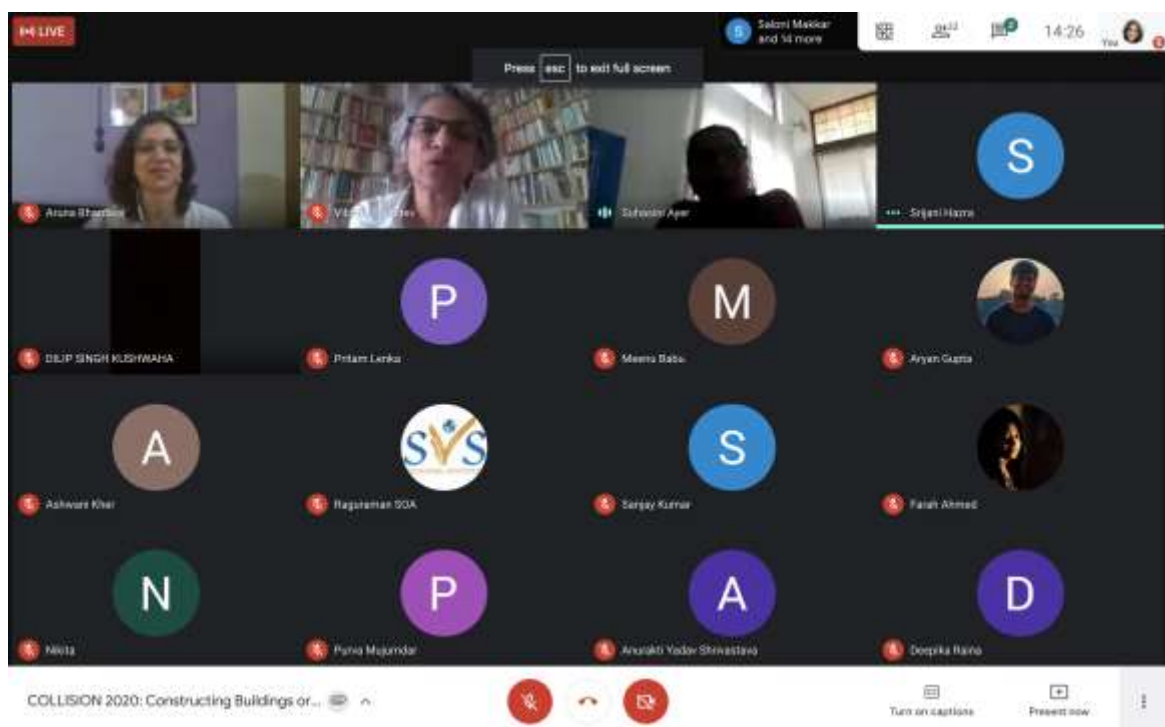 LIVE
S
Saloni Makkar
and 14 more
14:26
You
Press esc to exit full screen
Aruna Bhardwaj
Suhasini Ayer
S
Srijani Hazra
DILIP SINGH KUSHWAHA
P
Pritam Lenka
M
Meenu Babu
Aryan Gupta
A
Ashwani Kher
SVS
Raguraman SOA
S
Sanjay Kumar
Farah Ahmed
N
Nikita
P
Purva Mujumdar
A
Anurakti Yadav Shrivastava
D
Deepika Raina
COLLISION 2020: Constructing Buildings or...
Turn on captions
Present now